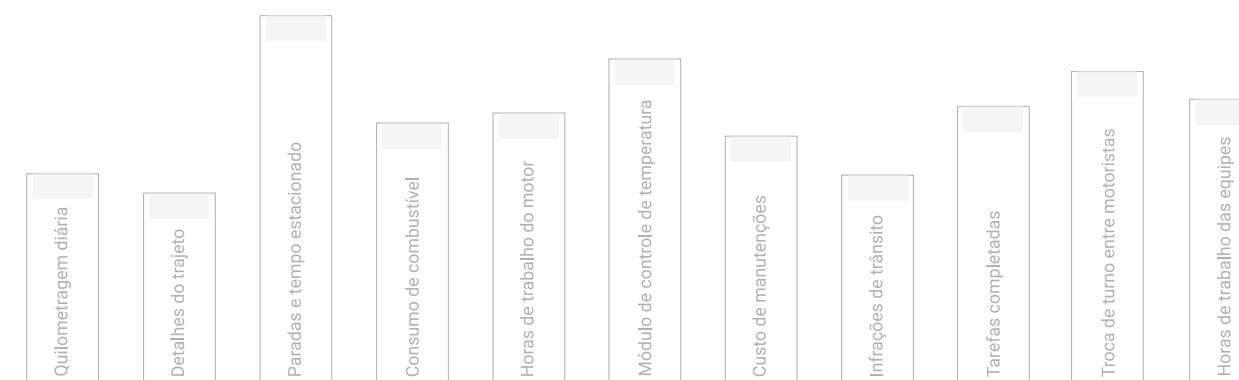 Quilometragem diária
Detalhes do trajeto
Paradas e tempo estacionado
Consumo de combustível
Horas de trabalho do motor
Módulo de controle de temperatura
Custo de manutenções
Infrações de trânsito
Tarefas completadas
Troca de turno entre motoristas
Horas de trabalho das equipes